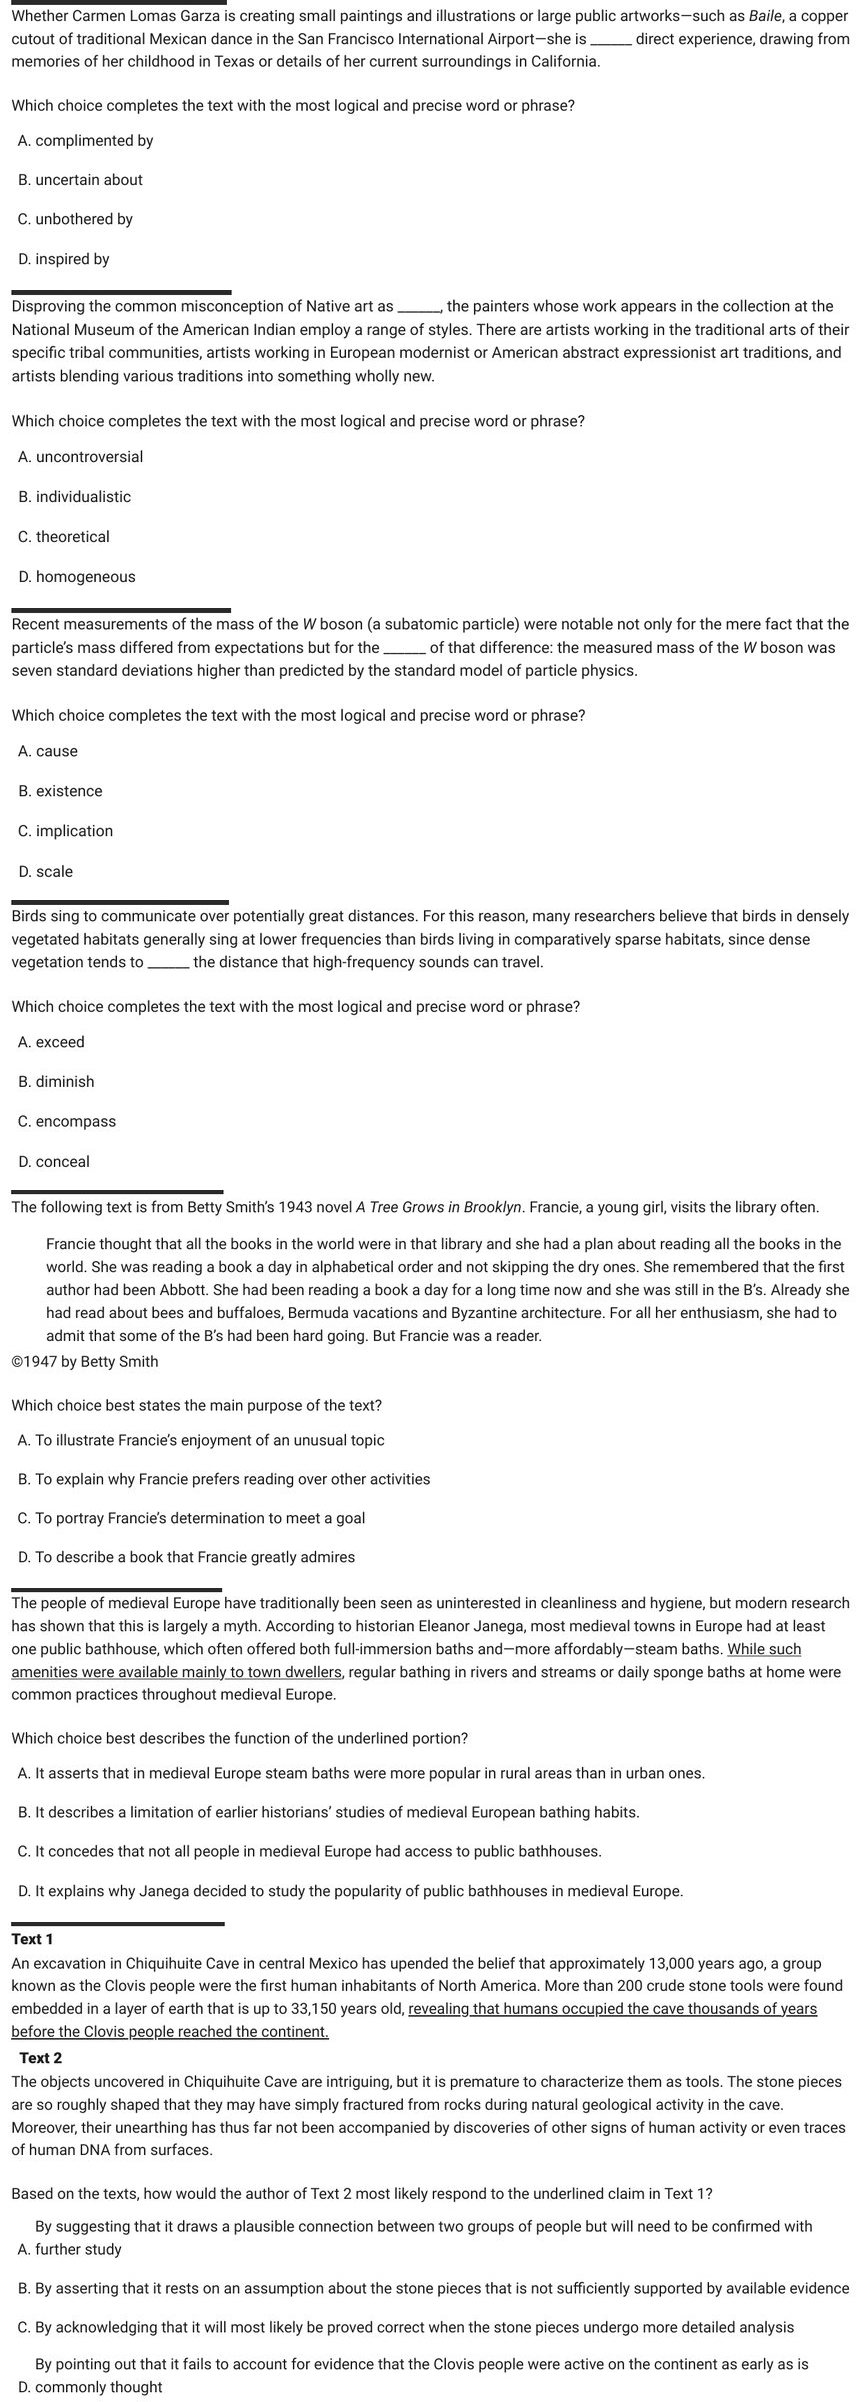 Whether Carmen Lomas Garza is creating small paintings and illustrations or large public artworks—such as Baile, a copper
cutout of traditional Mexican dance in the San Francisco International Airport—she is _____ direct experience, drawing from
memories of her childhood in Texas or details of her current surroundings in California.
Which choice completes the text with the most logical and precise word or phrase?
A. complimented by
B. uncertain about
C. unbothered by
D. inspired by
Disproving the common misconception of Native art as _____, the painters whose work appears in the collection at the
National Museum of the American Indian employ a range of styles. There are artists working in the traditional arts of their
specific tribal communities, artists working in European modernist or American abstract expressionist art traditions, and
artists blending various traditions into something wholly new.
Which choice completes the text with the most logical and precise word or phrase?
A. uncontroversial
B. individualistic
C. theoretical
D. homogeneous
Recent measurements of the mass of the W boson (a subatomic particle) were notable not only for the mere fact that the
particle's mass differed from expectations but for the _____ of that difference: the measured mass of the W boson was
seven standard deviations higher than predicted by the standard model of particle physics.
Which choice completes the text with the most logical and precise word or phrase?
A. cause
B. existence
C. implication
D. scale
Birds sing to communicate over potentially great distances. For this reason, many researchers believe that birds in densely
vegetated habitats generally sing at lower frequencies than birds living in comparatively sparse habitats, since dense
vegetation tends to _____ the distance that high-frequency sounds can travel.
Which choice completes the text with the most logical and precise word or phrase?
A. exceed
B. diminish
C. encompass
D. conceal
The following text is from Betty Smith's 1943 novel A Tree Grows in Brooklyn. Francie, a young girl, visits the library often.
Francie thought that all the books in the world were in that library and she had a plan about reading all the books in the
world. She was reading a book a day in alphabetical order and not skipping the dry ones. She remembered that the first
author had been Abbott. She had been reading a book a day for a long time now and she was still in the B's. Already she
had read about bees and buffaloes, Bermuda vacations and Byzantine architecture. For all her enthusiasm, she had to
admit that some of the B's had been hard going. But Francie was a reader.
©1947 by Betty Smith
Which choice best states the main purpose of the text?
A. To illustrate Francie's enjoyment of an unusual topic
B. To explain why Francie prefers reading over other activities
C. To portray Francie's determination to meet a goal
D. To describe a book that Francie greatly admires
The people of medieval Europe have traditionally been seen as uninterested in cleanliness and hygiene, but modern research
has shown that this is largely a myth. According to historian Eleanor Janega, most medieval towns in Europe had at least
one public bathhouse, which often offered both full-immersion baths and—more affordably—steam baths. While such
amenities were available mainly to town dwellers, regular bathing in rivers and streams or daily sponge baths at home were
common practices throughout medieval Europe.
Which choice best describes the function of the underlined portion?
A. It asserts that in medieval Europe steam baths were more popular in rural areas than in urban ones.
B. It describes a limitation of earlier historians' studies of medieval European bathing habits.
C. It concedes that not all people in medieval Europe had access to public bathhouses.
D. It explains why Janega decided to study the popularity of public bathhouses in medieval Europe.
Text 1
An excavation in Chiquihuite Cave in central Mexico has upended the belief that approximately 13,000 years ago, a group
known as the Clovis people were the first human inhabitants of North America. More than 200 crude stone tools were found
embedded in a layer of earth that is up to 33,150 years old, revealing that humans occupied the cave thousands of years
before the Clovis people reached the continent.
Text 2
The objects uncovered in Chiquihuite Cave are intriguing, but it is premature to characterize them as tools. The stone pieces
are so roughly shaped that they may have simply fractured from rocks during natural geological activity in the cave.
Moreover, their unearthing has thus far not been accompanied by discoveries of other signs of human activity or even traces
of human DNA from surfaces.
Based on the texts, how would the author of Text 2 most likely respond to the underlined claim in Text 1?
By suggesting that it draws a plausible connection between two groups of people but will need to be confirmed with
A. further study
B. By asserting that it rests on an assumption about the stone pieces that is not sufficiently supported by available evidence
C. By acknowledging that it will most likely be proved correct when the stone pieces undergo more detailed analysis
By pointing out that it fails to account for evidence that the Clovis people were active on the continent as early as is
D. commonly thought